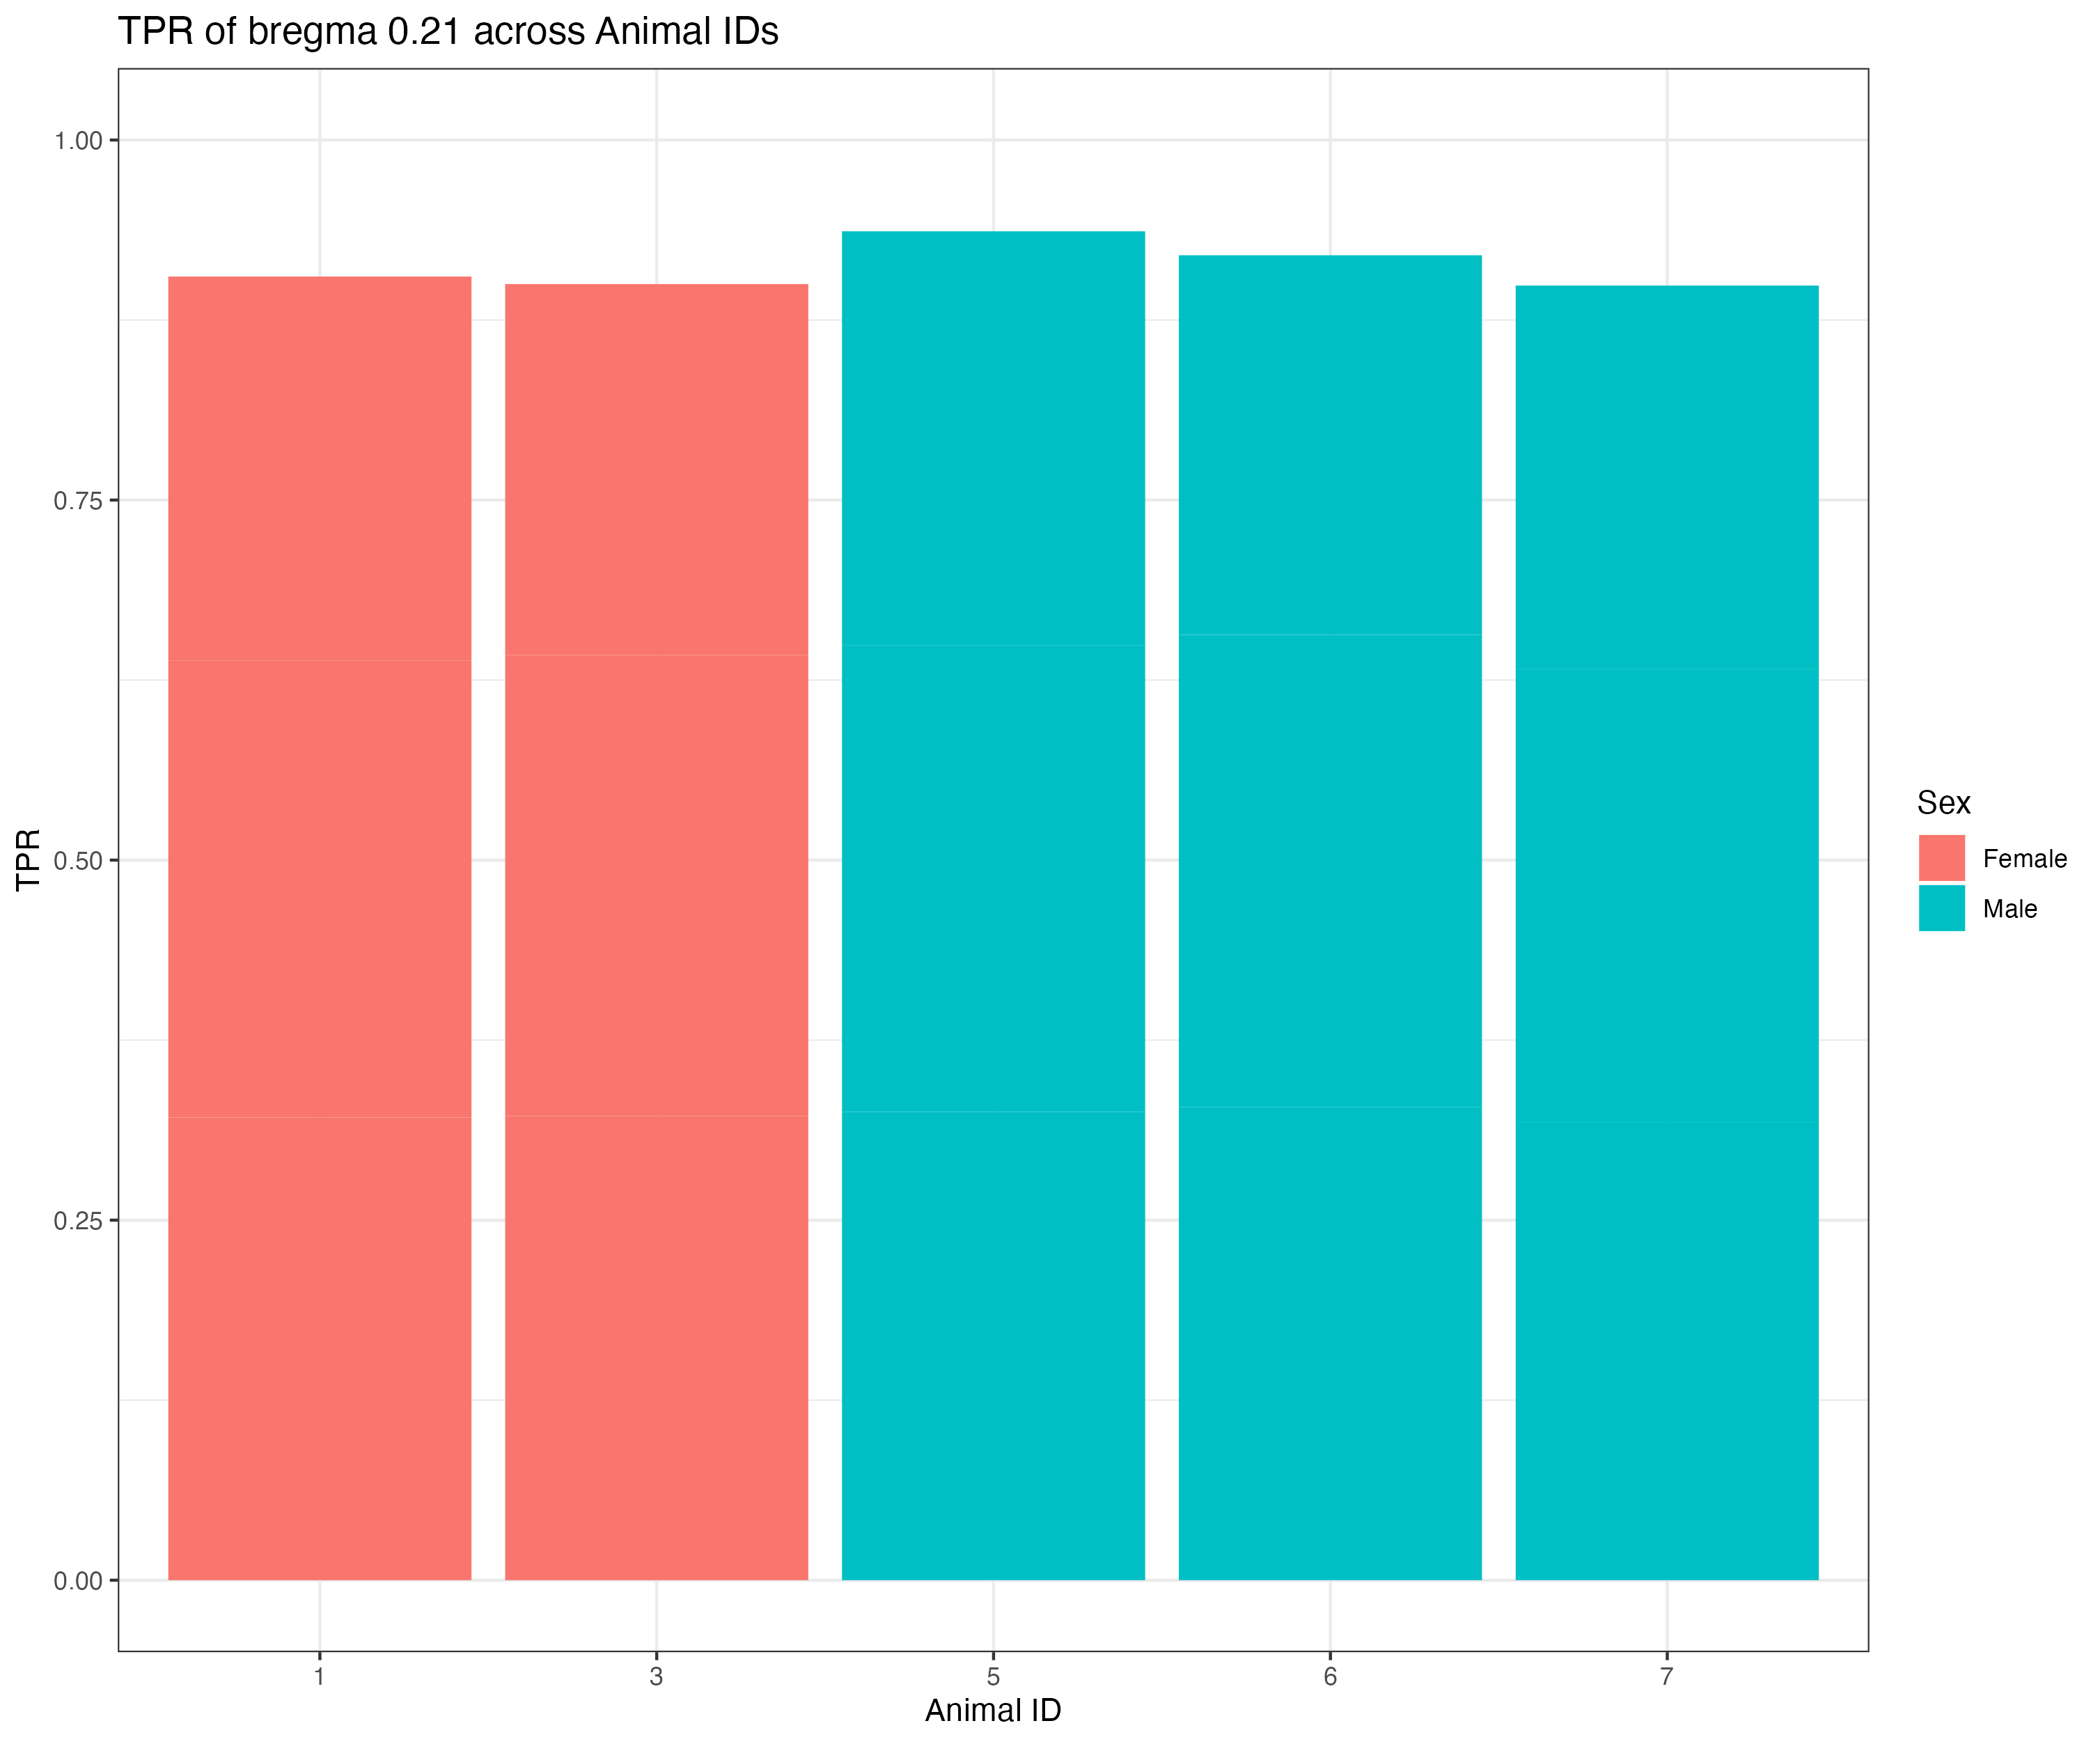 TPR of bregma 0.21 across Animal IDs
1.00
0.75
0.50
0.25
0.00
TPR
1 3 5 6 7
Animal ID
Sex
Female
Male